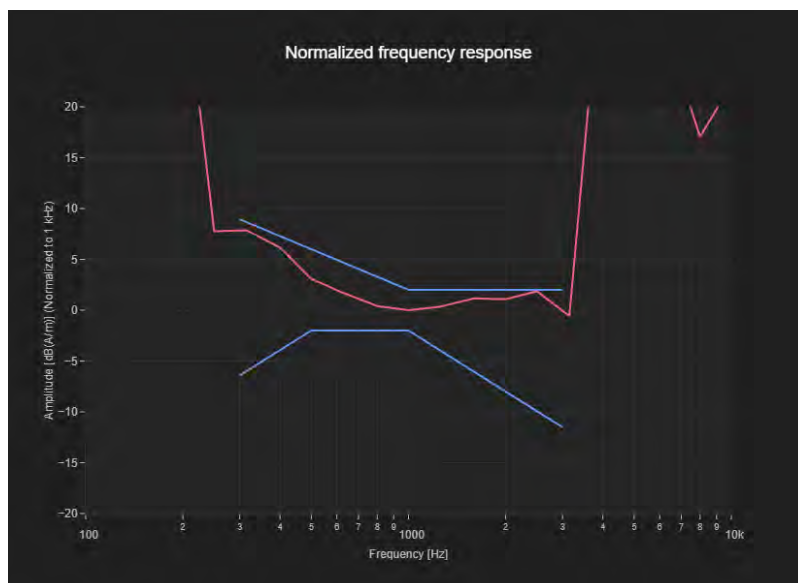 Normalized frequency response
Amplitude [dB(A/m)] (Normalized to 1 kHz)
20
15
10
5
0
−5
−10
−15
−20
100 2 3 4 5 6 7 8 9 1000 2 3 4 5 6 7 8 9 10k
Frequency [Hz]